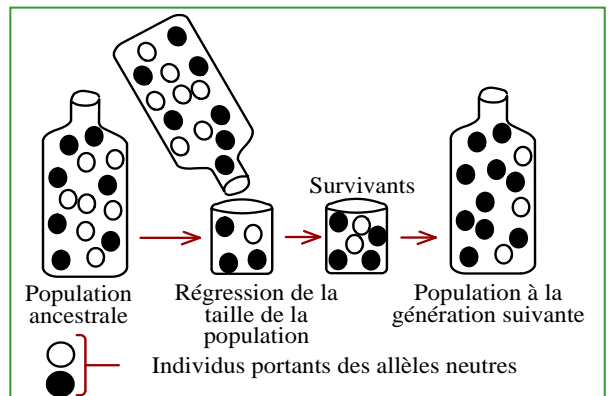 Survivants
Population
ancestrale
Régression de la
taille de la
population
Population à la
génération suivante
Individus portants des allèles neutres